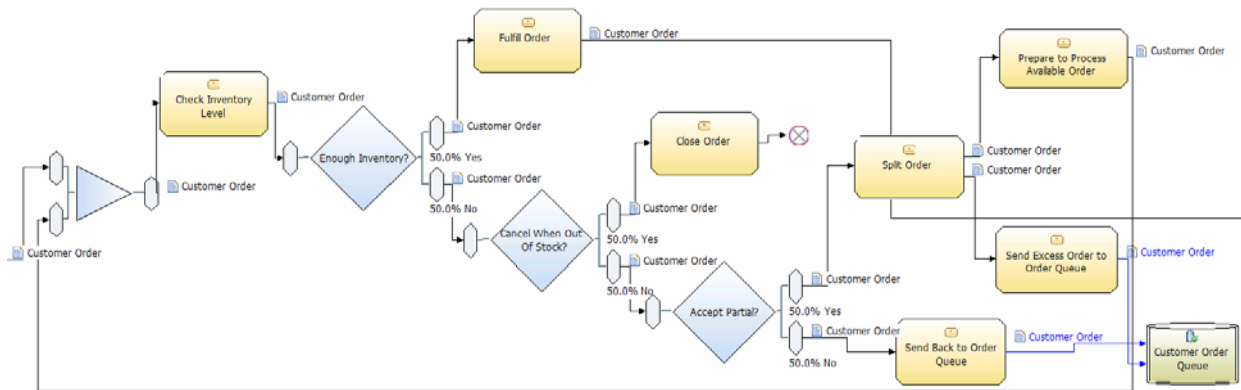 Fulfill Order
Customer Order
Prepare to Process
Available Order
Customer Order
Customer Order
Check Inventory
Level
Customer Order
Customer Order
Enough Inventory?
50.0% Yes
Customer Order
50.0% No
Customer Order
Customer Order
Cancel When Out
Of Stock?
Close Order
50.0% Yes
Customer Order
50.0% No
Customer Order
Accept Partial?
50.0% Yes
Customer Order
50.0% No
Customer Order
Split Order
Customer Order
Customer Order
Send Excess Order to
Order Queue
Customer Order
Send Back to Order
Queue
Customer Order
Customer Order
Queue